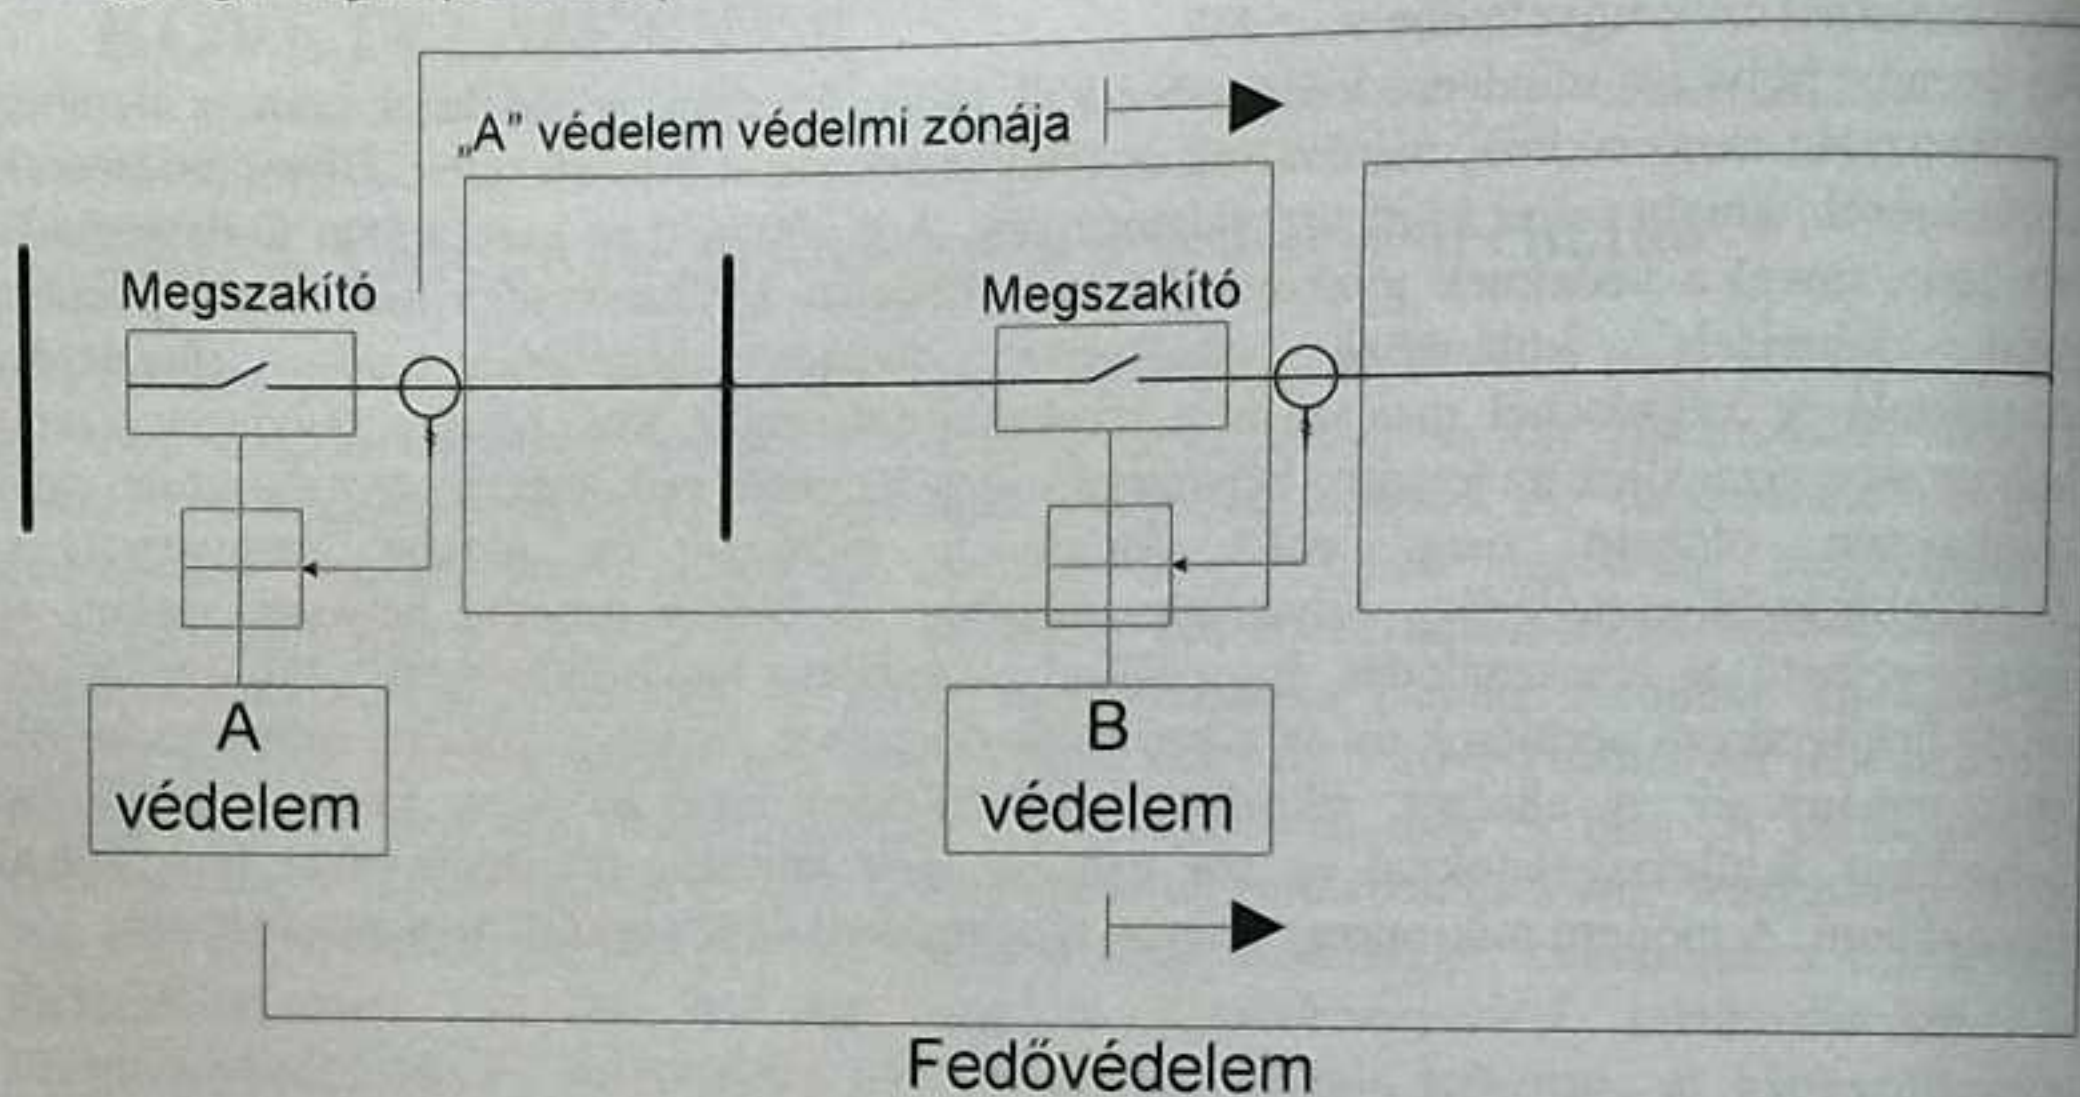 „A” védelem védelmi zónája
Megszakító
Megszakító
A
védelem
B
védelem
Fedővédelem